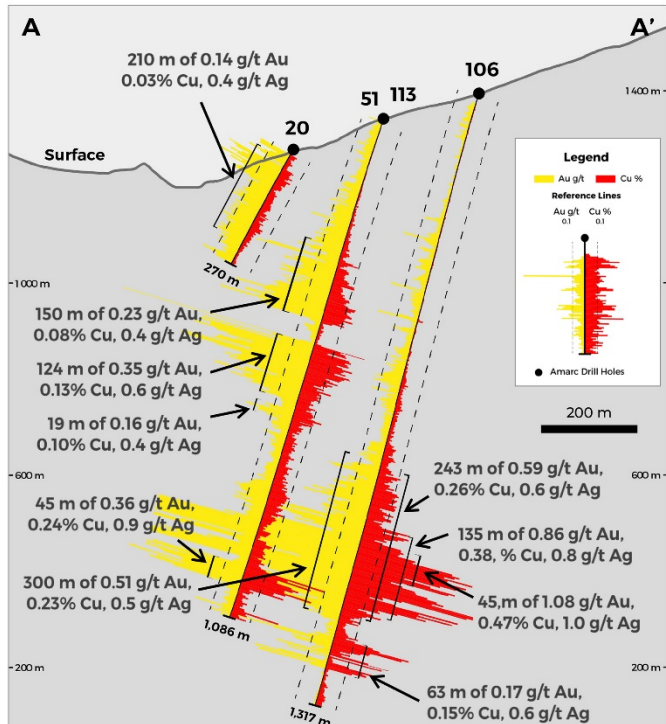 A
A'
210 m of 0.14 g/t Au
0.03% Cu, 0.4 g/t Ag
106
51 113
20
1 400 m
Surface
Legend
Au g/t Cu %
Reference Lines
Au g/t Cu %
0.1 0.1
Amarc Drill Holes
270 m
1 000 m
1 000 m
150 m of 0.23 g/t Au,
0.08% Cu, 0.4 g/t Ag
124 m of 0.35 g/t Au,
0.13% Cu, 0.6 g/t Ag
19 m of 0.16 g/t Au,
0.10% Cu, 0.4 g/t Ag
200 m
600 m
600 m
243 m of 0.59 g/t Au,
0.26% Cu, 0.6 g/t Ag
45 m of 0.36 g/t Au,
0.24% Cu, 0.9 g/t Ag
135 m of 0.86 g/t Au,
0.38, % Cu, 0.8 g/t Ag
300 m of 0.51 g/t Au,
0.23% Cu, 0.5 g/t Ag
45,m of 1.08 g/t Au,
0.47% Cu, 1.0 g/t Ag
1,086 m
200 m
200 m
63 m of 0.17 g/t Au,
0.15% Cu, 0.6 g/t Ag
1,317 m